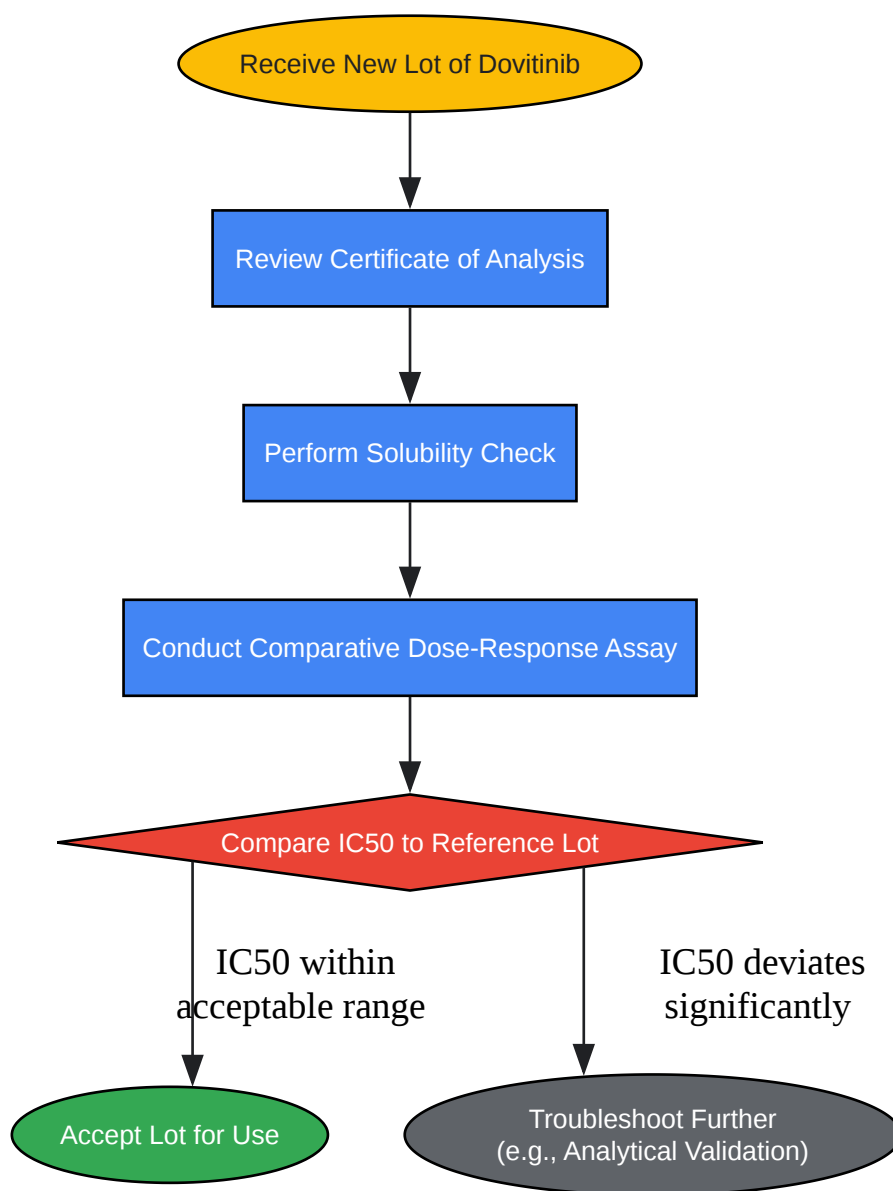 Receive New Lot of Dovitinib
Review Certificate of Analysis
Perform Solubility Check
Conduct Comparative Dose-Response Assay
Compare IC50 to Reference Lot
IC50 within
acceptable range
IC50 deviates
significantly
Accept Lot for Use
Troubleshoot Further
(e.g., Analytical Validation)